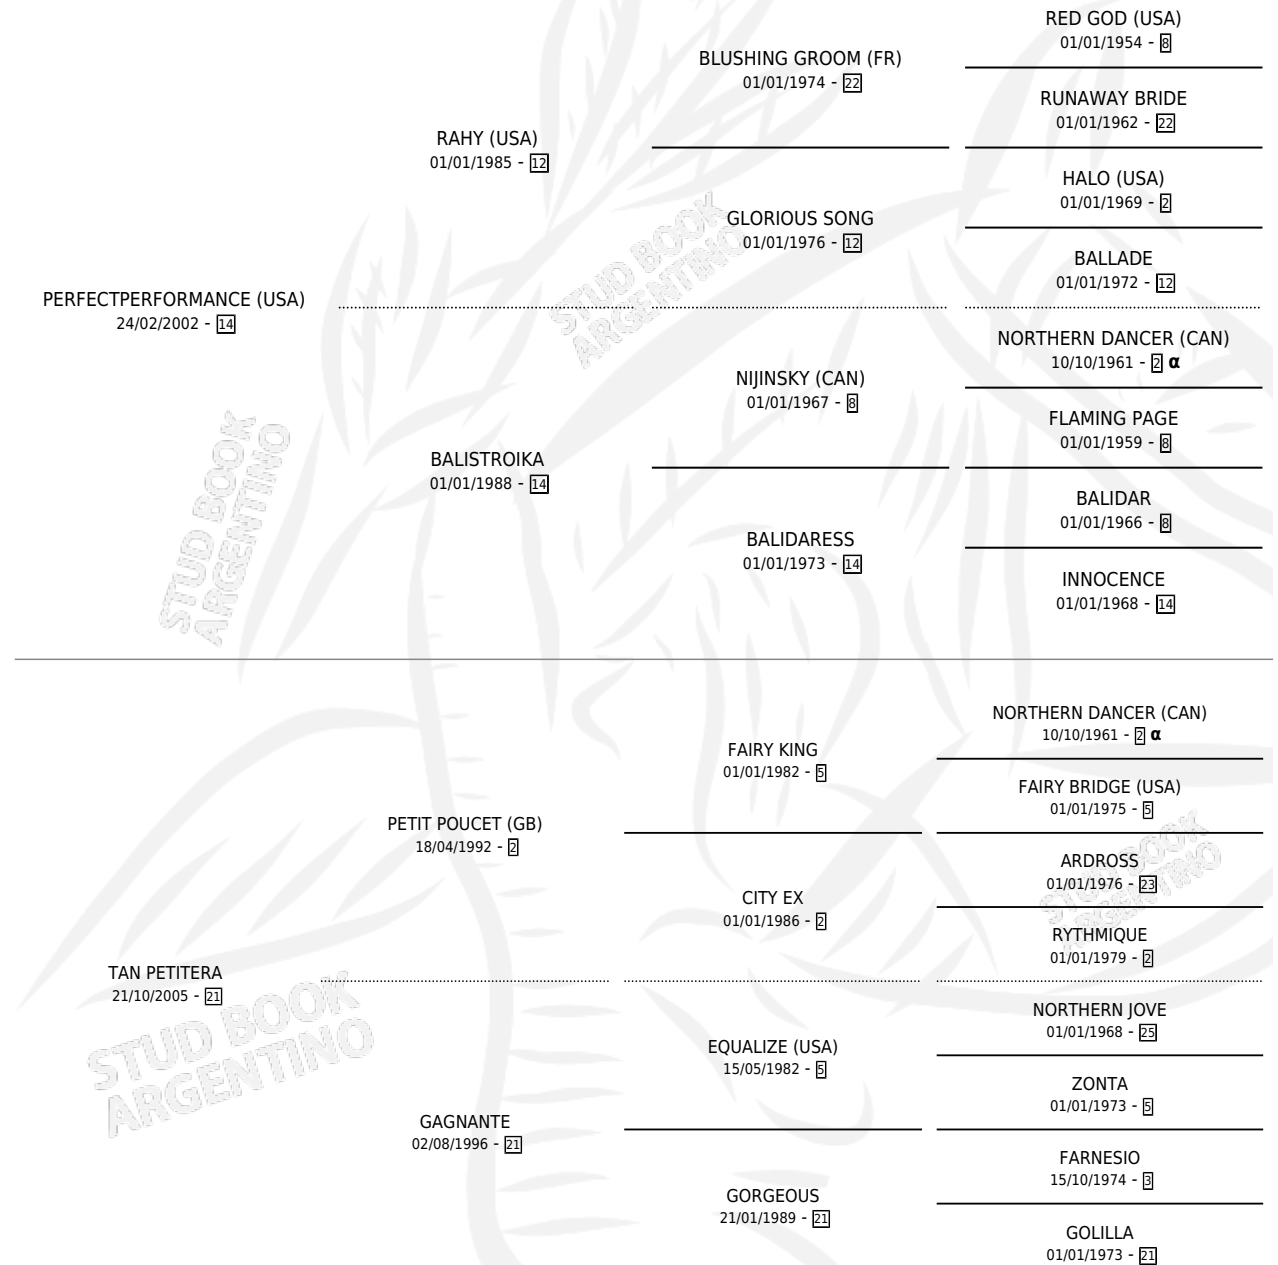 RED GOD (USA)
01/01/1954 - 8
BLUSHING GROOM (FR)
01/01/1974 - 22
RUNAWAY BRIDE
01/01/1962 - 22
RAHY (USA)
01/01/1985 - 12
HALO (USA)
01/01/1969 - 2
GLORIOUS SONG
01/01/1976 - 12
BALLADE
01/01/1972 - 12
PERFECTPERFORMANCE (USA)
24/02/2002 - 14
NORTHERN DANCER (CAN)
10/10/1961 - 2 α
NIJINSKY (CAN)
01/01/1967 - 8
FLAMING PAGE
01/01/1959 - 8
BALISTROIKA
01/01/1988 - 14
BALIDAR
01/01/1966 - 8
BALIDARESS
01/01/1973 - 14
INNOCENCE
01/01/1968 - 14
STUD BOOK
ARGENTINO
STUD BOOK
ARGENTINO
NORTHERN DANCER (CAN)
10/10/1961 - 2 α
FAIRY KING
01/01/1982 - 5
FAIRY BRIDGE (USA)
01/01/1975 - 5
PETIT POUCET (GB)
18/04/1992 - 2
ARDROSS
01/01/1976 - 23
CITY EX
01/01/1986 - 2
RYTHMIQUE
01/01/1979 - 2
STUD BOOK
ARGENTINO
TAN PETITERA
21/10/2005 - 21
NORTHERN JOVE
01/01/1968 - 25
EQUALIZE (USA)
15/05/1982 - 5
ZONTA
01/01/1973 - 5
GAGNANTE
02/08/1996 - 21
FARNESIO
15/10/1974 - 3
GORGEOUS
21/01/1989 - 21
GOLILLA
01/01/1973 - 21
STUD BOOK
ARGENTINO